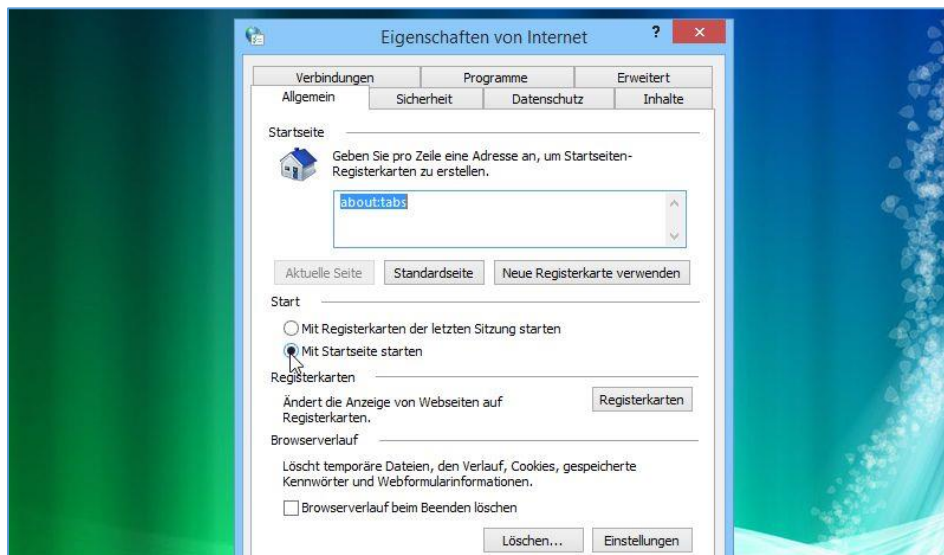 Eigenschaften von Internet
?
Verbindungen Programme Erweitert
Allgemein Sicherheit Datenschutz Inhalte
Startseite
Geben Sie pro Zeile eine Adresse an, um Startseiten-
Registerkarten zu erstellen.
about:tabs
Aktuelle Seite Standardseite Neue Registerkarte verwenden
Start
Mit Registerkarten der letzten Sitzung starten
Mit Startseite starten
Registerkarten
Ändert die Anzeige von Webseiten auf
Registerkarten.
Registerkarten
Browserverlauf
Löscht temporäre Dateien, den Verlauf, Cookies, gespeicherte
Kennwörter und Webformularinformationen.
Browserverlauf beim Beenden löschen
Löschen... Einstellungen